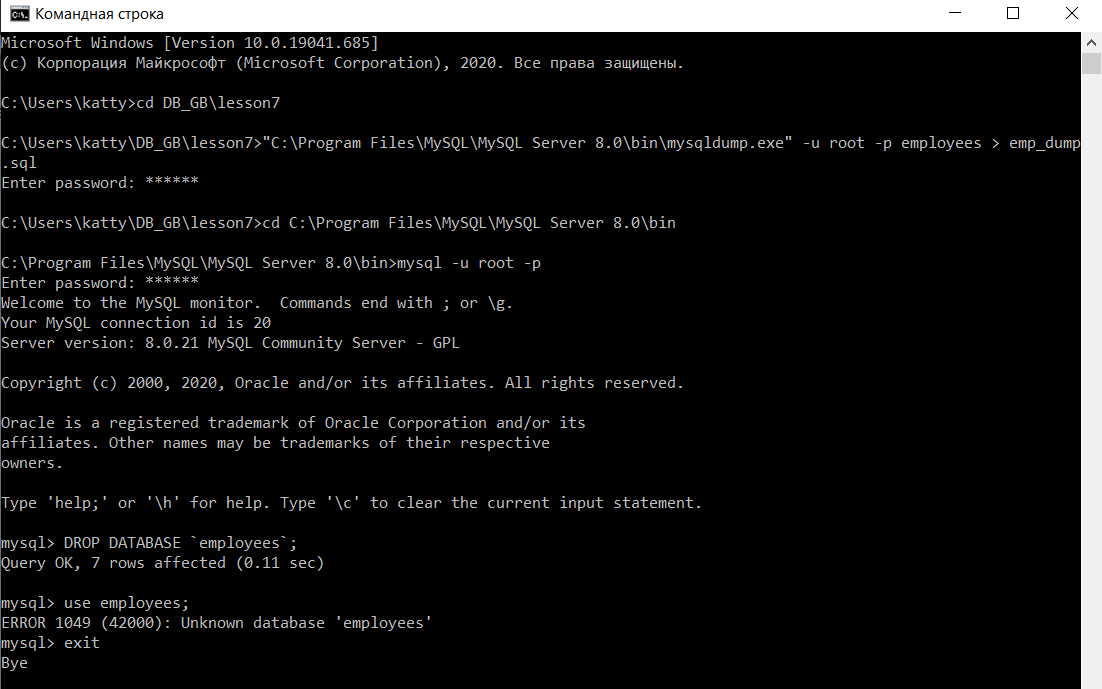 Командная строка
Microsoft Windows [Version 10.0.19041.685]
(c) Корпорация Майкрософт (Microsoft Corporation), 2020. Все права защищены.
C:\Users\katty>cd DB_GB\lesson7
C:\Users\katty\DB_GB\lesson7>"C:\Program Files\MySQL\MySQL Server 8.0\bin\mysqldump.exe" -u root -p employees > emp_dump
.sql
Enter password: ******
C:\Users\katty\DB_GB\lesson7>cd C:\Program Files\MySQL\MySQL Server 8.0\bin
C:\Program Files\MySQL\MySQL Server 8.0\bin>mysql -u root -p
Enter password: ******
Welcome to the MySQL monitor.  Commands end with ; or \g.
Your MySQL connection id is 20
Server version: 8.0.21 MySQL Community Server - GPL
Copyright (c) 2000, 2020, Oracle and/or its affiliates. All rights reserved.
Oracle is a registered trademark of Oracle Corporation and/or its
affiliates. Other names may be trademarks of their respective
owners.
Type 'help;' or '\h' for help. Type '\c' to clear the current input statement.
mysql> DROP DATABASE `employees`;
Query OK, 7 rows affected (0.11 sec)
mysql> use employees;
ERROR 1049 (42000): Unknown database 'employees'
mysql> exit
Bye